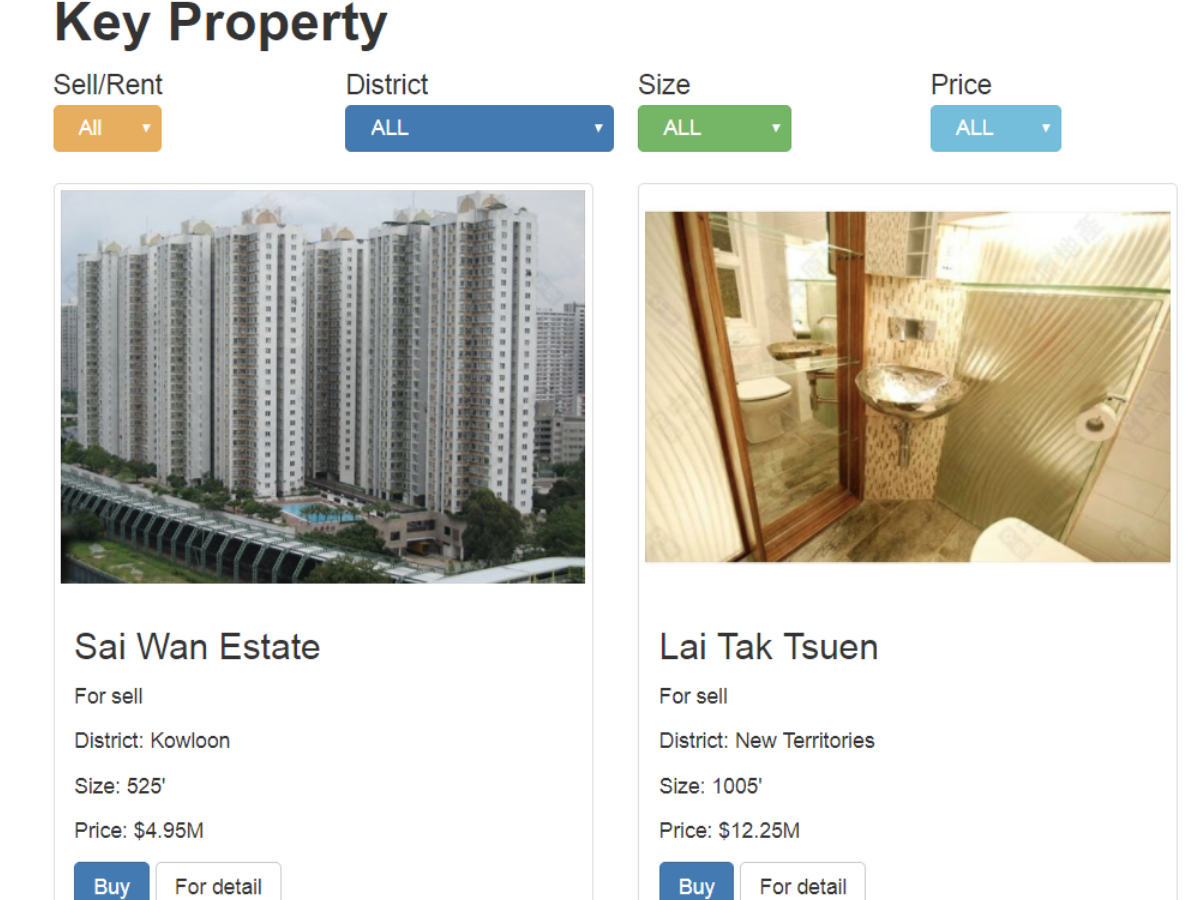 Key Property
Sell/Rent District Size Price
All ALL ALL ALL
Sai Wan Estate
For sell
District: Kowloon
Size: 525'
Price: $4.95M
Buy For detail
Lai Tak Tsuen
For sell
District: New Territories
Size: 1005'
Price: $12.25M
Buy For detail